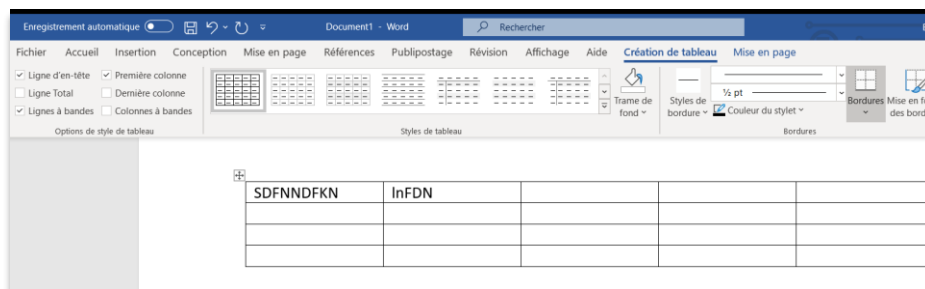 Enregistrement automatique Document1 - Word Rechercher
Fichier Accueil Insertion Conception Mise en page Références Publipostage Révision Affichage Aide Création de tableau Mise en page
Ligne d'en-tête Première colonne
Ligne Total Dernière colonne
Lignes à bandes Colonnes à bandes
Options de style de tableau
Styles de tableau
Trame de fond
Styles de bordure
½ pt
Couleur du stylet
Bordures
Mise en f
des bord
Bordures
SDFNNDFKN InFDN